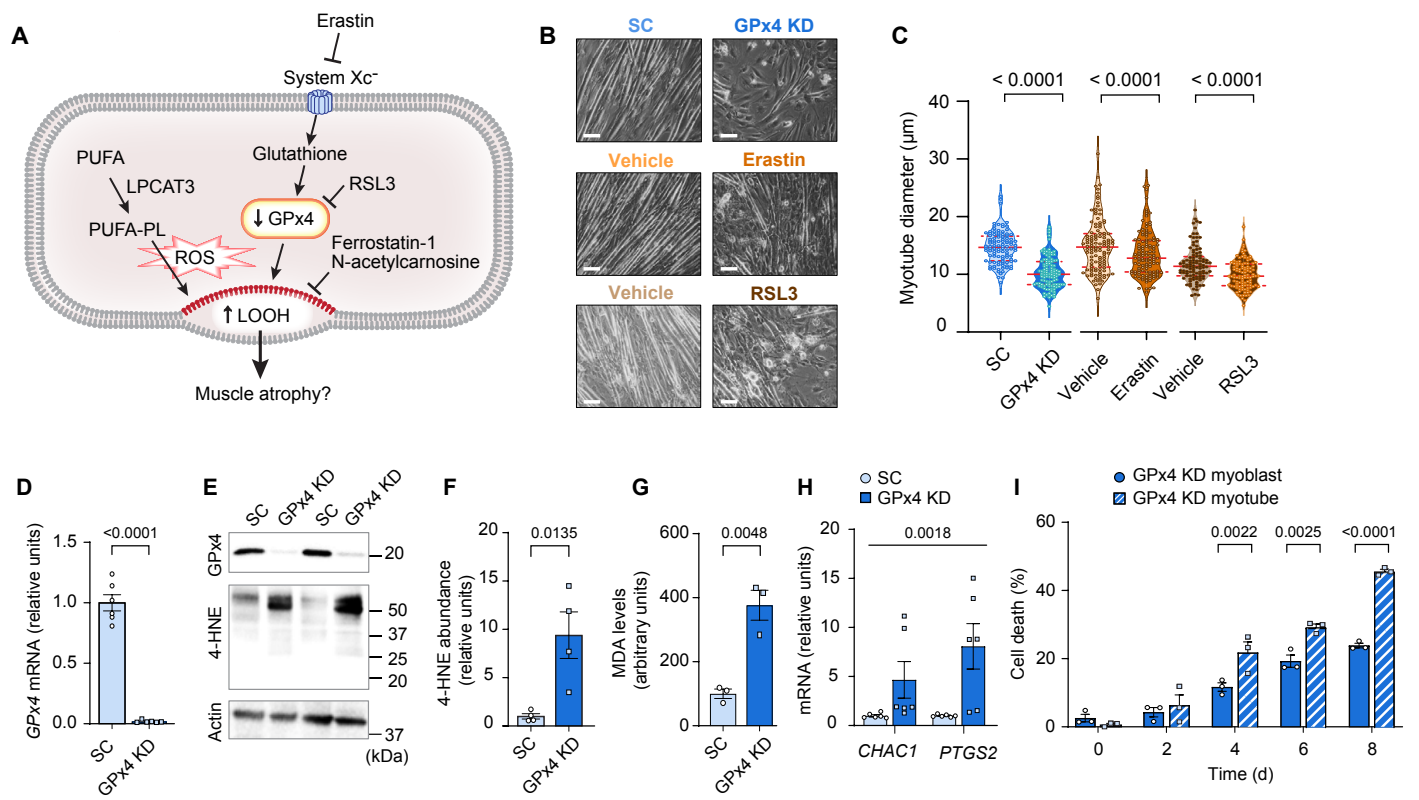 A
Erastin
System Xc⁻
Glutathione
PUFA
LPCAT3
RSL3
↓ GPx4
PUFA-PL
ROS
Ferrostatin-1
N-acetylcarnosine
↑ LOOH
Muscle atrophy?
B
SC
GPx4 KD
Vehicle
Erastin
Vehicle
RSL3
C
< 0.0001
< 0.0001
< 0.0001
Myotube diameter (µm)
40
30
20
10
0
SC
GPx4 KD
Vehicle
Erastin
Vehicle
RSL3
D
<0.0001
GPx4 mRNA (relative units)
1.5
1.0
0.5
0.0
SC
GPx4 KD
E
SC
GPx4 KD
SC
GPx4 KD
GPx4
20
4-HNE
50
37
25
20
Actin
37
(kDa)
F
0.0135
4-HNE abundance
(relative units)
20
15
10
5
0
SC
GPx4 KD
G
0.0048
MDA levels
(arbitrary units)
600
400
200
0
SC
GPx4 KD
H
SC
GPx4 KD
0.0018
mRNA (relative units)
20
15
10
5
0
CHAC1
PTGS2
I
GPx4 KD myoblast
GPx4 KD myotube
0.0022
0.0025
<0.0001
Cell death (%)
60
40
20
0
0
2
4
6
8
Time (d)